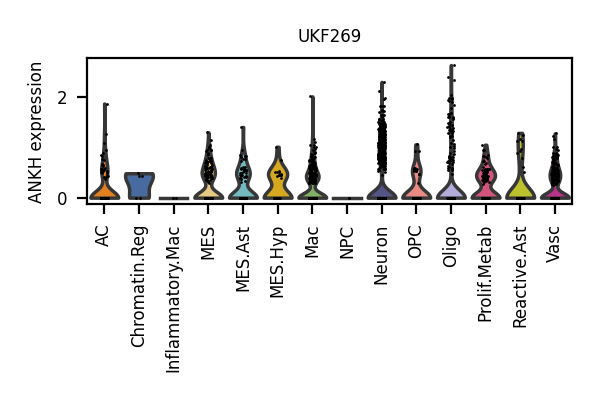 UKF269
ANKH expression
2
0
AC
Chromatin.Reg
Inflammatory.Mac
MES
MES.Ast
MES.Hyp
Mac
NPC
Neuron
OPC
Oligo
Prolif.Metab
Reactive.Ast
Vasc